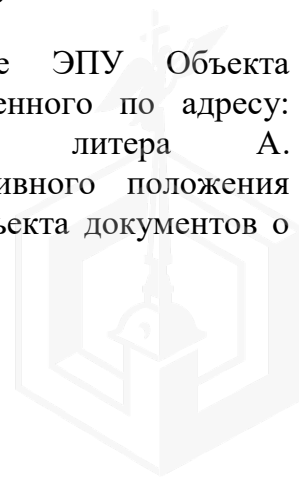 е ЭПУ Объекта
енного по адресу:
литера А.
ивного положения
ъекта документов о